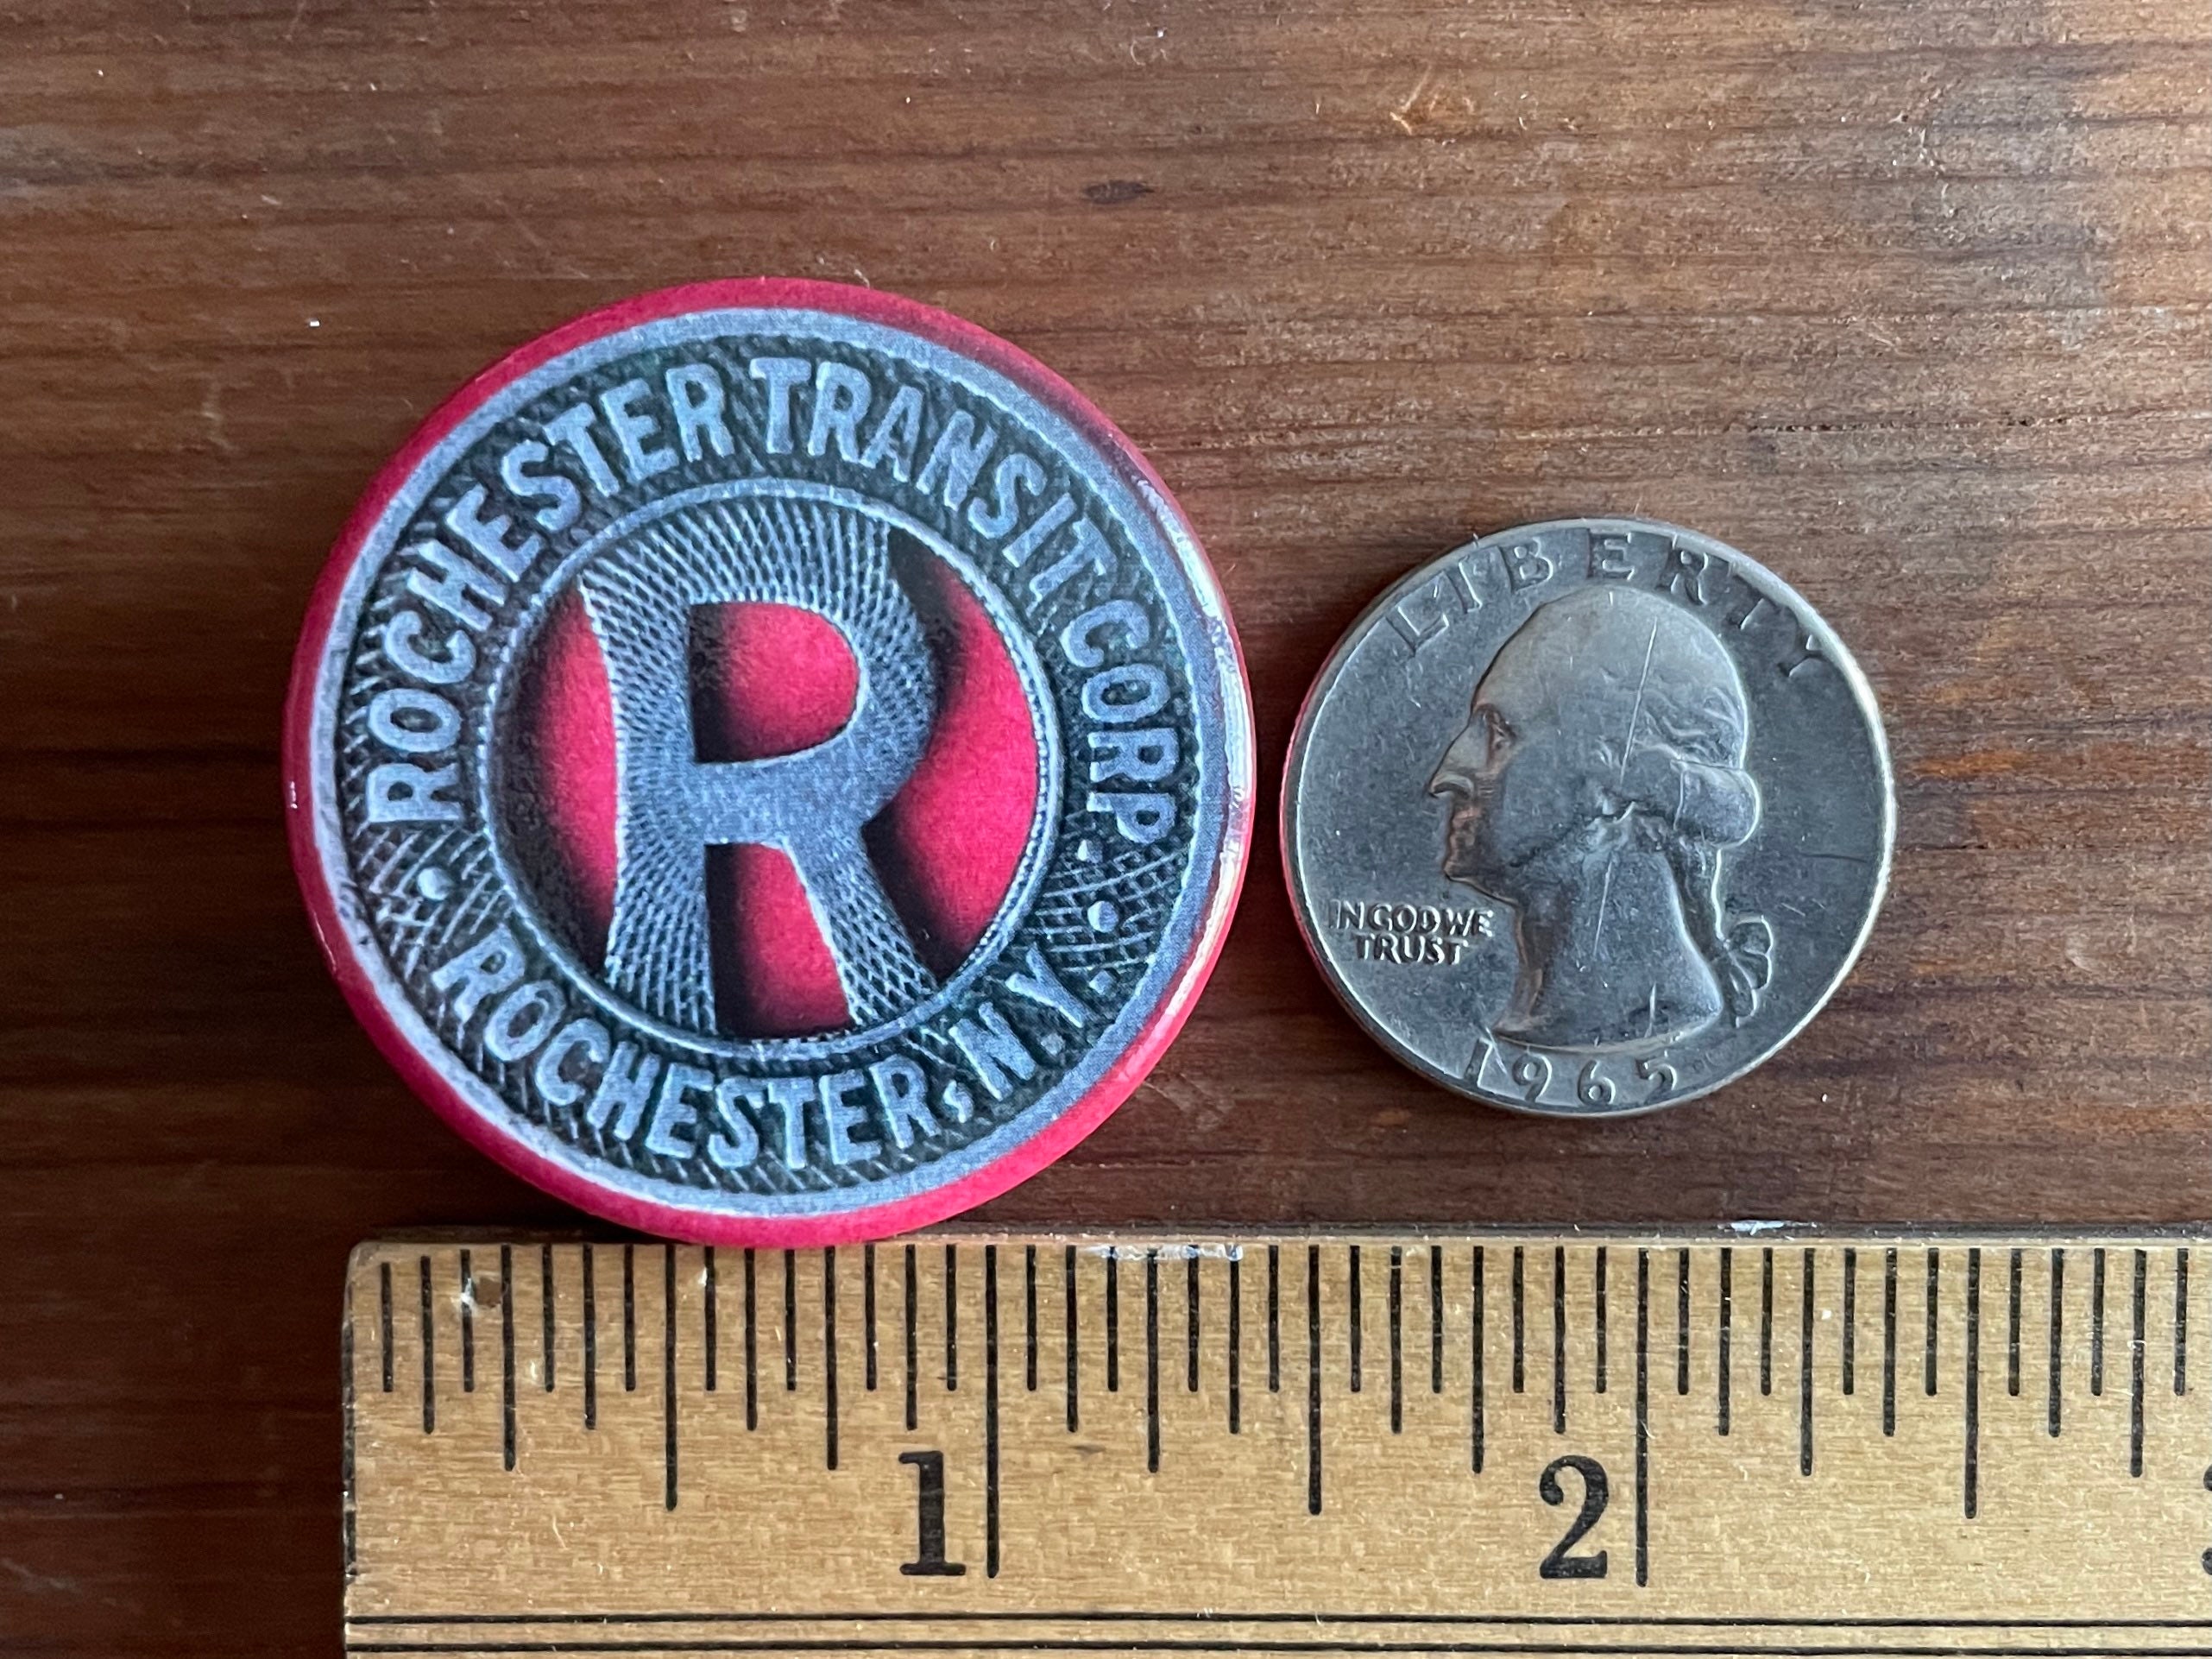 ROCHESTER TRANSIT CORP.
ROCHESTER, N.Y.
R
LIBERTY
IN GOD WE
TRUST
1965
1 2